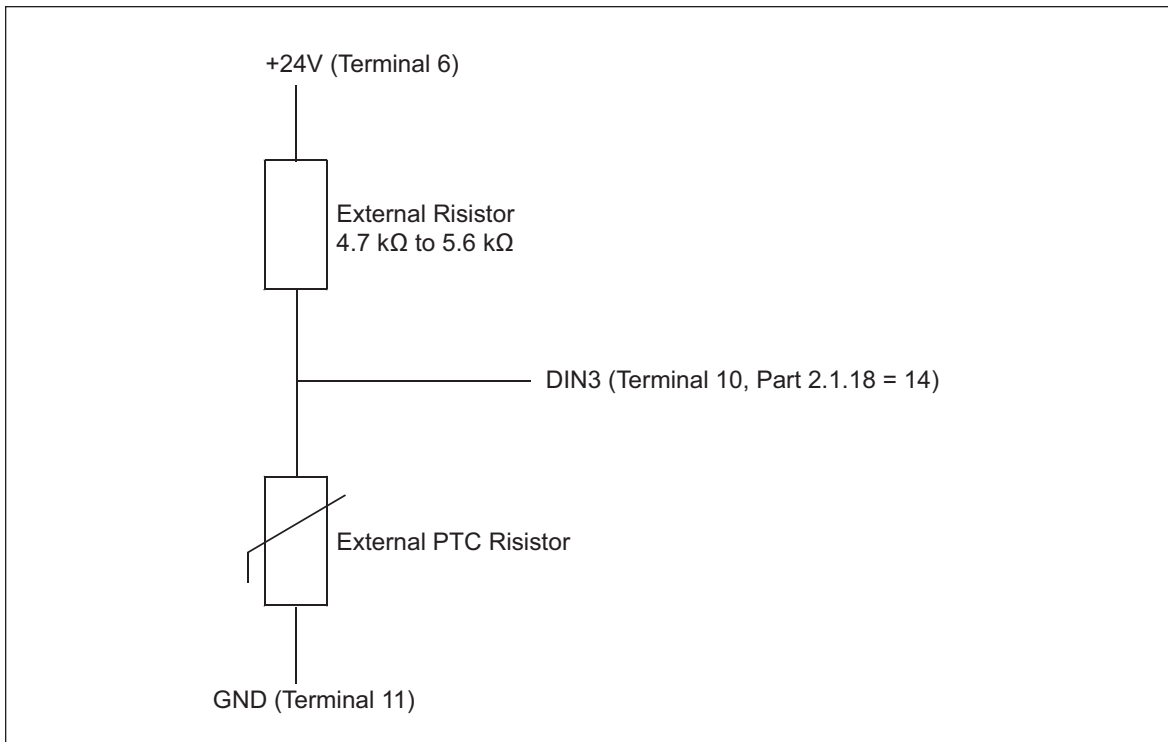 +24V (Terminal 6)
External Risistor
4.7 kΩ to 5.6 kΩ
DIN3 (Terminal 10, Part 2.1.18 = 14)
External PTC Risistor
GND (Terminal 11)